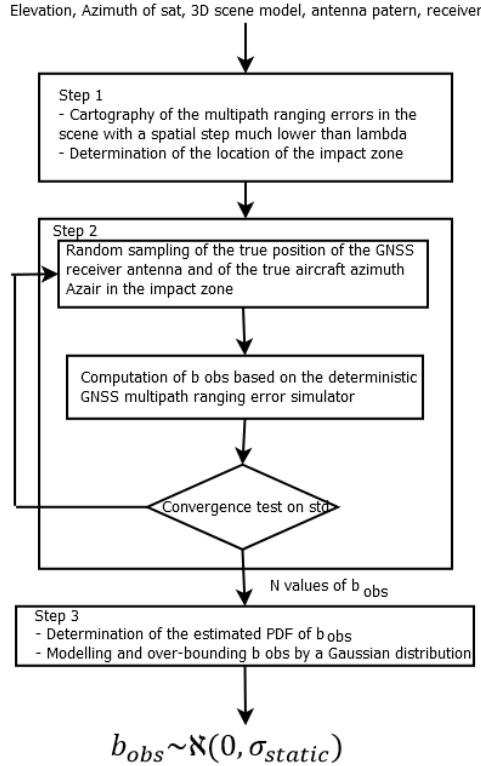 Elevation, Azimuth of sat, 3D scene model, antenna patern, receiver
Step 1
- Cartography of the multipath ranging errors in the
scene with a spatial step much lower than lambda
- Determination of the location of the impact zone
Step 2
Random sampling of the true position of the GNSS
receiver antenna and of the true aircraft azimuth
Azair in the impact zone
Computation of b obs based on the deterministic
GNSS multipath ranging error simulator
Convergence test on std
N values of b obs
Step 3
- Determination of the estimated PDF of b obs
- Modelling and over-bounding b obs by a Gaussian distribution
b_obs~ℵ(0, σ_static)